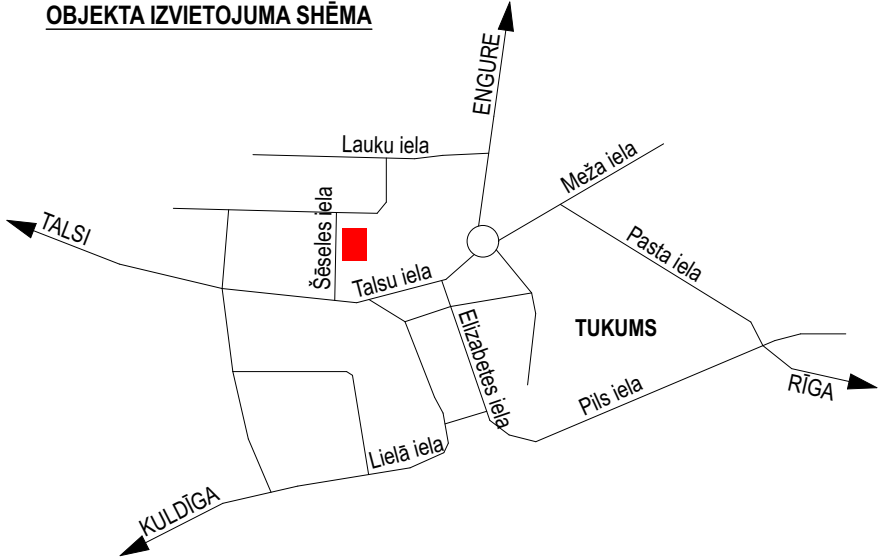 OBJEKTA IZVIETOJUMA SHĒMA
ENGURE
Lauku iela
Meža iela
Šēseles iela
TALSI
Pasta iela
Talsu iela
TUKUMS
Elizabetes iela
Pils iela
RĪGA
Lielā iela
KULDĪGA